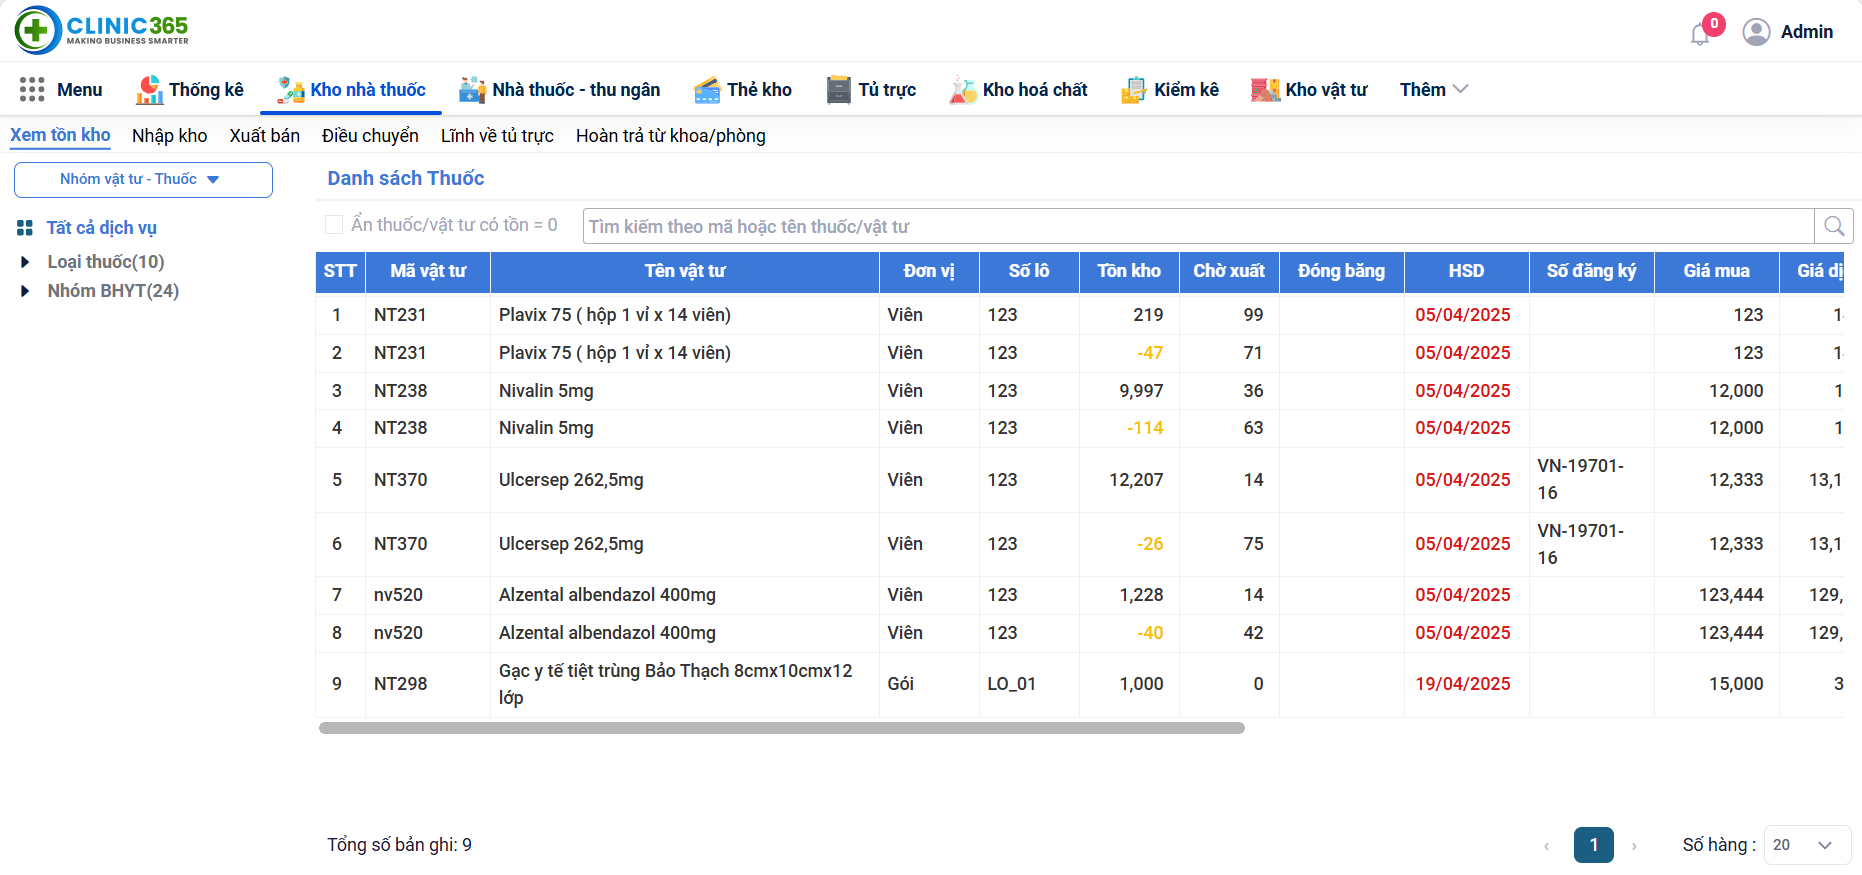 CLINIC365
MAKING BUSINESS SMARTER
0
Admin
Menu
Thống kê
Kho nhà thuốc
Nhà thuốc - thu ngân
Thẻ kho
Tủ trực
Kho hoá chất
Kiểm kê
Kho vật tư
Thêm
Xem tồn kho
Nhập kho
Xuất bán
Điều chuyển
Lĩnh về tủ trực
Hoàn trả từ khoa/phòng
Nhóm vật tư - Thuốc
Tất cả dịch vụ
Loại thuốc(10)
Nhóm BHYT(24)
Danh sách Thuốc
Ẩn thuốc/vật tư có tồn = 0
Tìm kiếm theo mã hoặc tên thuốc/vật tư
STT Mã vật tư Tên vật tư Đơn vị Số lô Tồn kho Chờ xuất Đóng băng HSD Số đăng ký Giá mua Giá dị
1 NT231 Plavix 75 ( hộp 1 vỉ x 14 viên) Viên 123 219 99 05/04/2025 123 1
2 NT231 Plavix 75 ( hộp 1 vỉ x 14 viên) Viên 123 -47 71 05/04/2025 123 1
3 NT238 Nivalin 5mg Viên 123 9,997 36 05/04/2025 12,000 1
4 NT238 Nivalin 5mg Viên 123 -114 63 05/04/2025 12,000 1
5 NT370 Ulcersep 262,5mg Viên 123 12,207 14 05/04/2025 VN-19701- 12,333 13,1
16
6 NT370 Ulcersep 262,5mg Viên 123 -26 75 05/04/2025 VN-19701- 12,333 13,1
16
7 nv520 Alzental albendazol 400mg Viên 123 1,228 14 05/04/2025 123,444 129,
8 nv520 Alzental albendazol 400mg Viên 123 -40 42 05/04/2025 123,444 129,
9 NT298 Gạc y tế tiệt trùng Bảo Thạch 8cmx10cmx12 Gói LO_01 1,000 0 19/04/2025 15,000 3
lớp
Tổng số bản ghi: 9
‹ 1 ›
Số hàng : 20